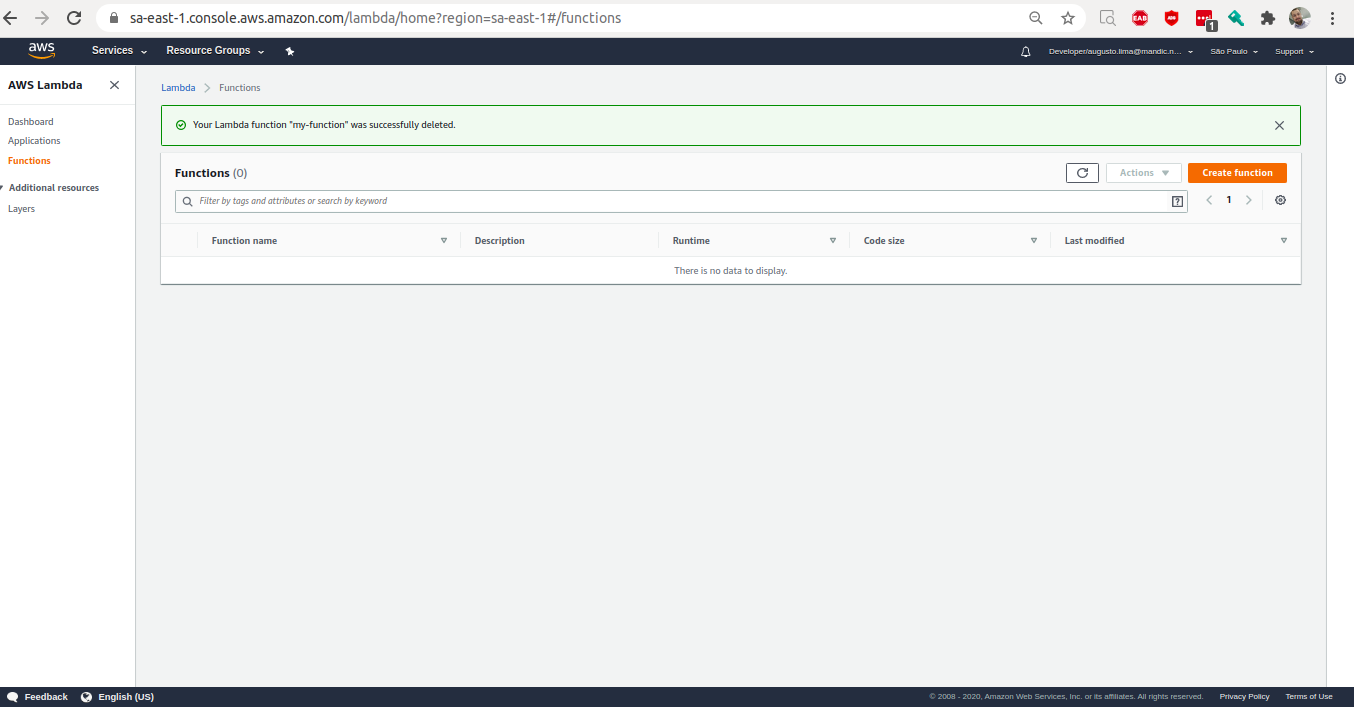 sa-east-1.console.aws.amazon.com/lambda/home?region=sa-east-1#/functions
EAB
ABP
1
aws
Services
Resource Groups
Developer/augusto.lima@mandic.n...
São Paulo
Support
AWS Lambda
Dashboard
Applications
Functions
Additional resources
Layers
Lambda > Functions
Your Lambda function "my-function" was successfully deleted.
Functions (0)
Actions
Create function
Filter by tags and attributes or search by keyword
?
1
Function name
Description
Runtime
Code size
Last modified
There is no data to display.
Feedback
English (US)
© 2008 - 2020, Amazon Web Services, Inc. or its affiliates. All rights reserved.
Privacy Policy
Terms of Use